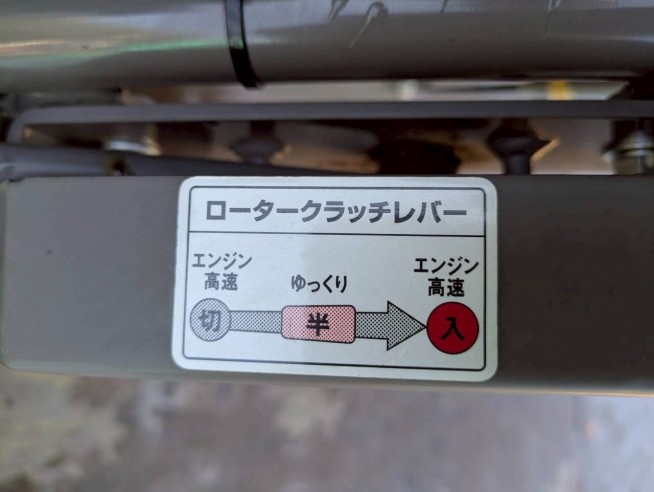 ロータークラッチレバー
エンジン
高速
ゆっくり
エンジン
高速
切
半
入